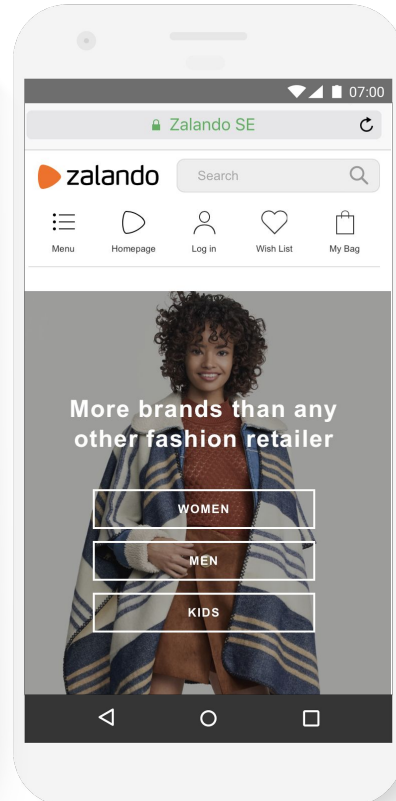 07:00
Zalando SE
zalando
Search
Menu Homepage Log in Wish List My Bag
More brands than any
other fashion retailer
WOMEN
MEN
KIDS